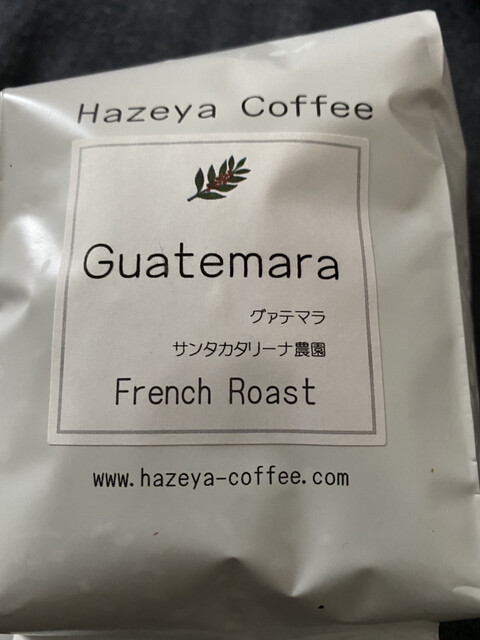 Hazeya Coffee
Guatemara
グァテマラ
サンタカタリーナ農園
French Roast
www.hazeya-coffee.com